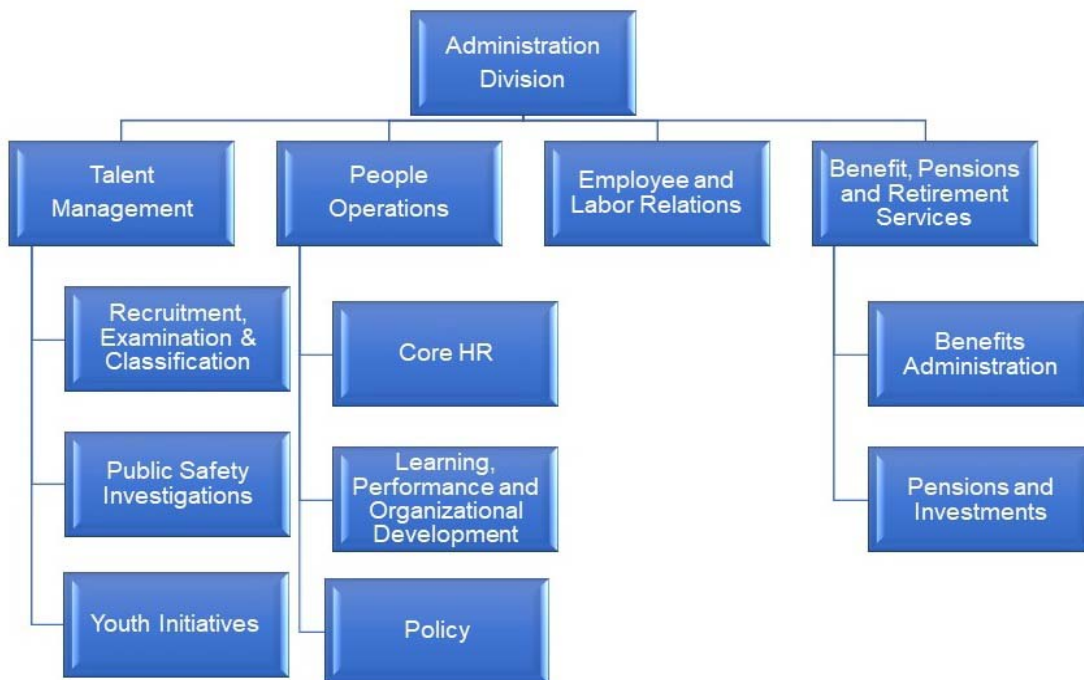 Administration
Division
Talent
Management
People
Operations
Employee and
Labor Relations
Benefit, Pensions
and Retirement
Services
Recruitment,
Examination &
Classification
Public Safety
Investigations
Youth Initiatives
Core HR
Learning,
Performance and
Organizational
Development
Policy
Benefits
Administration
Pensions and
Investments